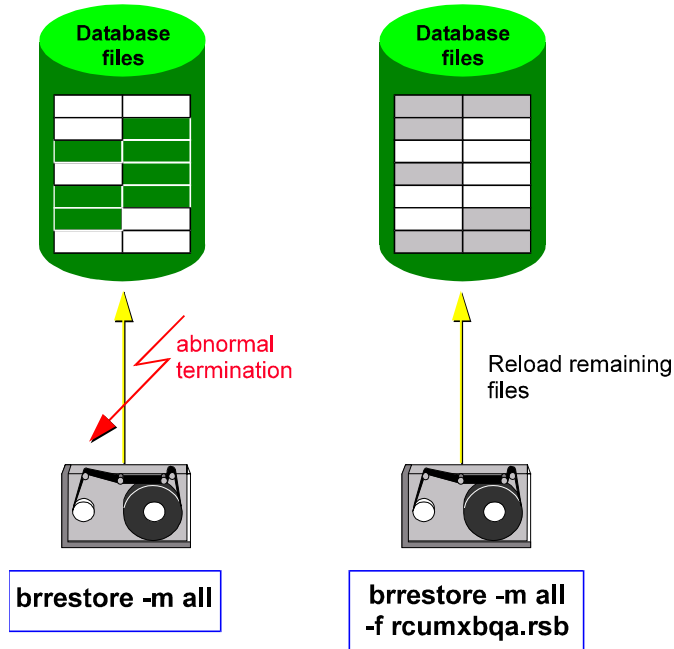 Database
files
Database
files
abnormal
termination
Reload remaining
files
brrestore -m all
brrestore -m all
-f rcumxbqa.rsb